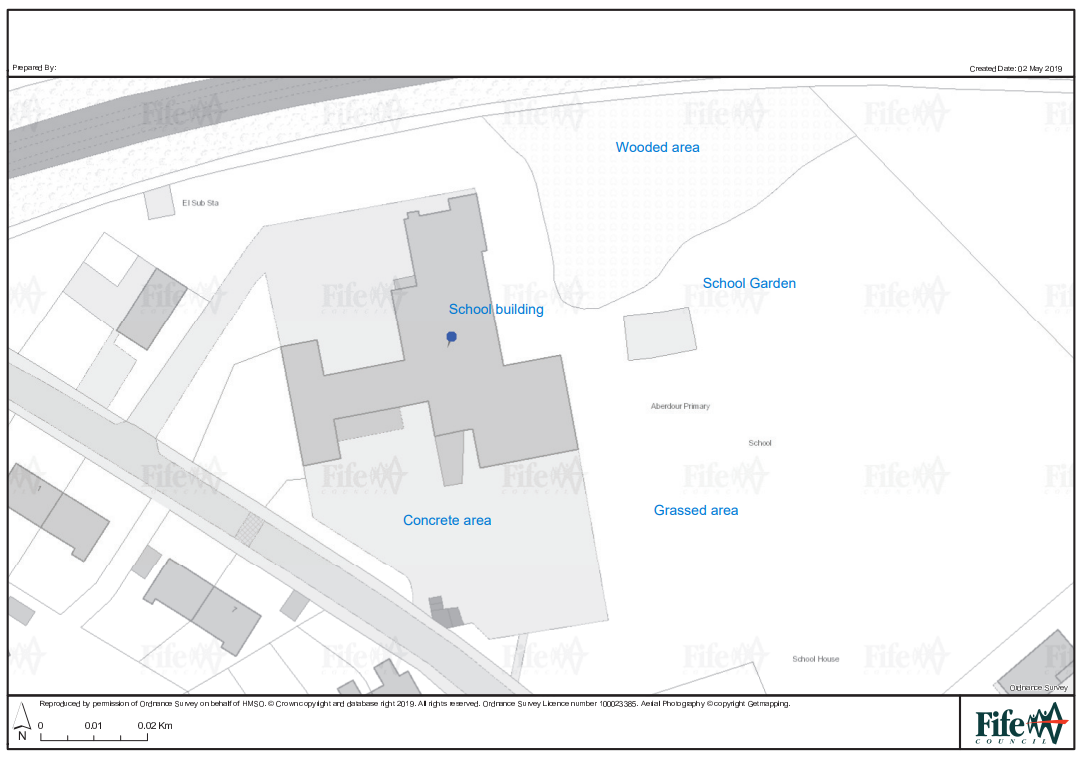 Prepared By:
Created Date: 02 May 2019
Wooded area
El Sub Sta
School Garden
School building
Aberdour Primary
School
Grassed area
Concrete area
1
7
School House
Ordnance Survey
Reproduced by permission of Ordnance Survey on behalf of HMSO. © Crown copyright and database right 2019. All rights reserved. Ordnance Survey Licence number 100023385. Aerial Photography © copyright Getmapping.
N
0 0.01 0.02 Km
Fife
COUNCIL